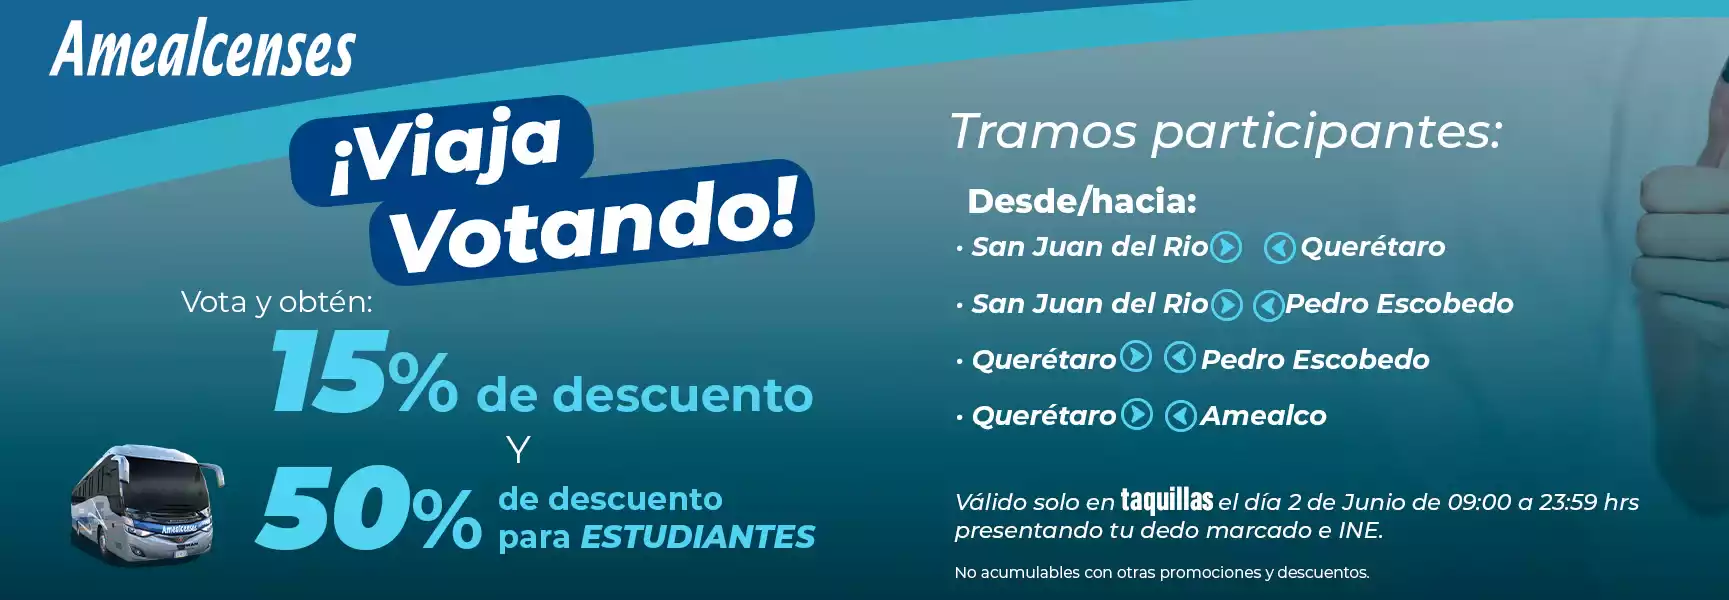 Amealcenses
¡Viaja
Votando!
Vota y obtén:
15% de descuento
Y
50% de descuento
para ESTUDIANTES
Amealcenses
Tramos participantes:
Desde/hacia:
· San Juan del Rio Querétaro
· San Juan del Rio Pedro Escobedo
· Querétaro Pedro Escobedo
· Querétaro Amealco
Válido solo en taquillas el día 2 de Junio de 09:00 a 23:59 hrs
presentando tu dedo marcado e INE.
No acumulables con otras promociones y descuentos.